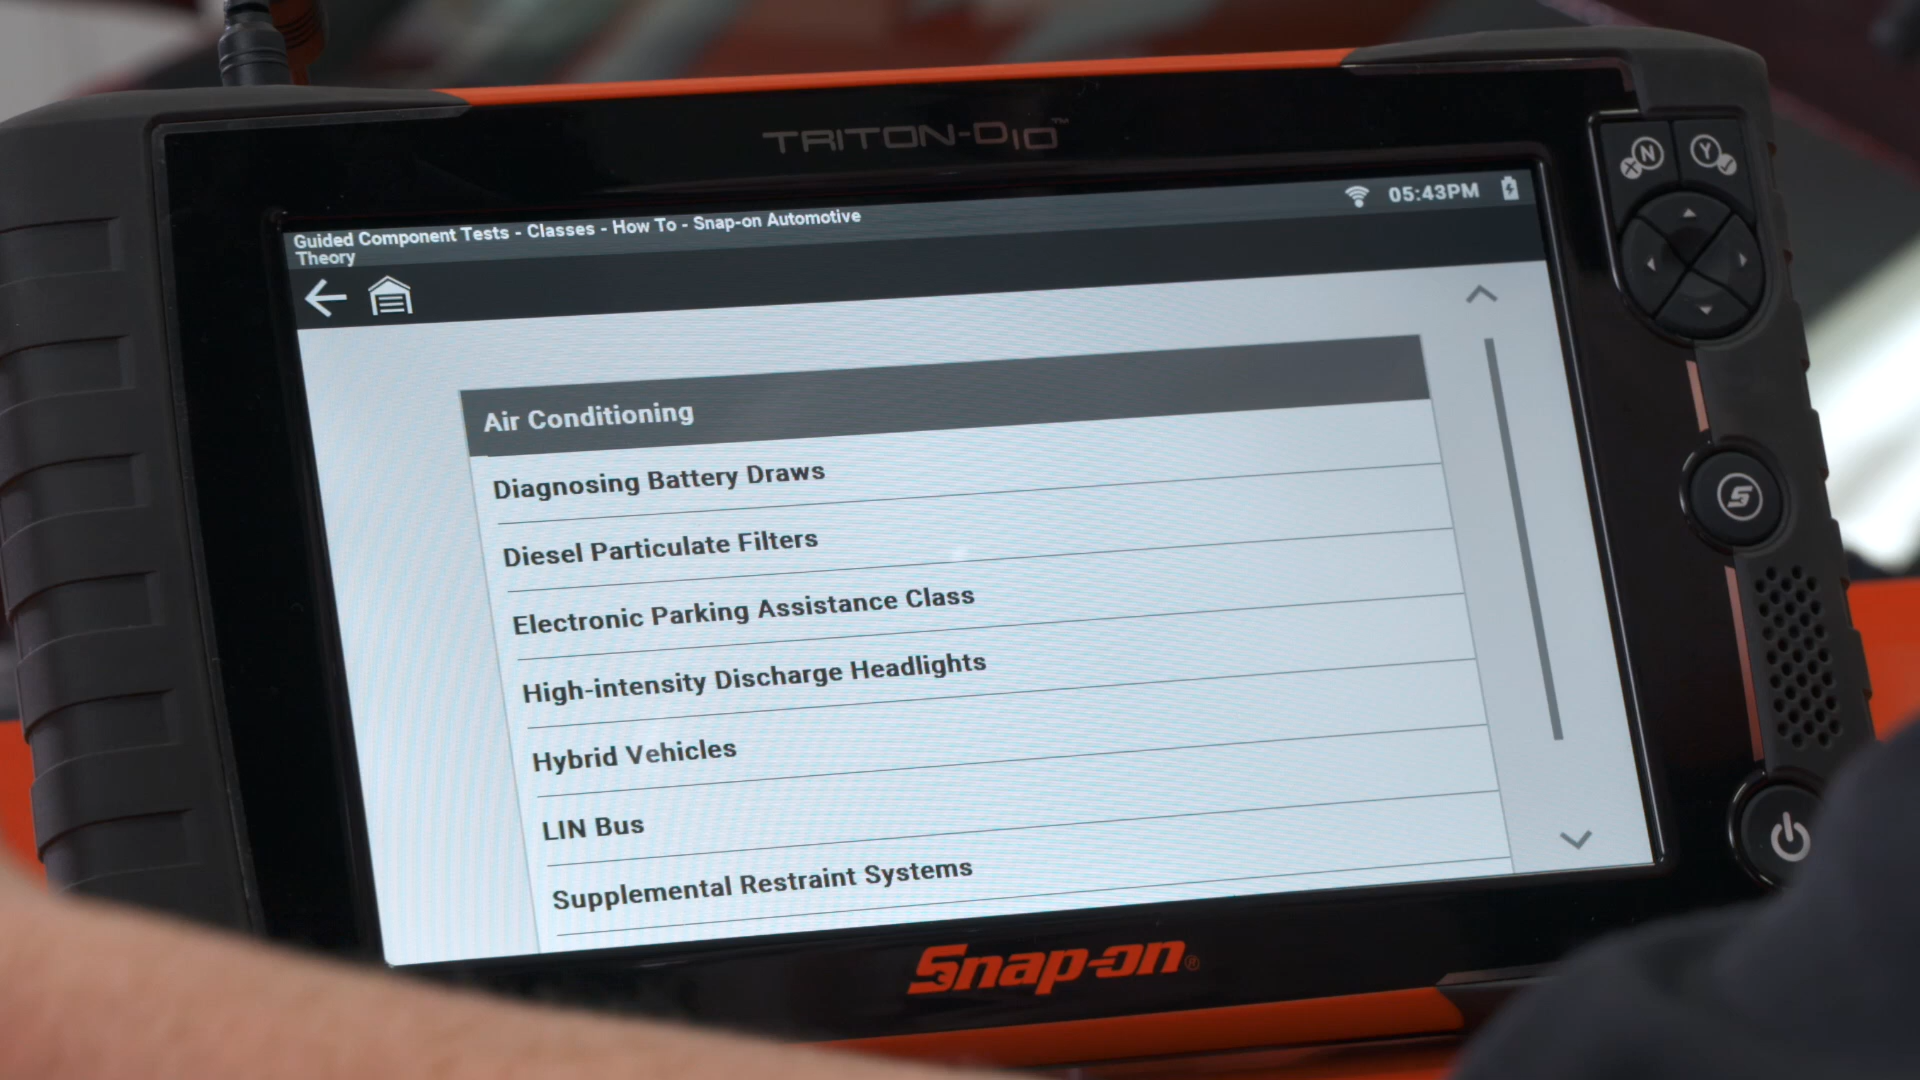 TRITON-D10™
05:43PM
Guided Component Tests - Classes - How To - Snap-on Automotive
Theory
Air Conditioning
Diagnosing Battery Draws
Diesel Particulate Filters
Electronic Parking Assistance Class
High-intensity Discharge Headlights
Hybrid Vehicles
LIN Bus
Supplemental Restraint Systems
Snap-on®
N
Y
S